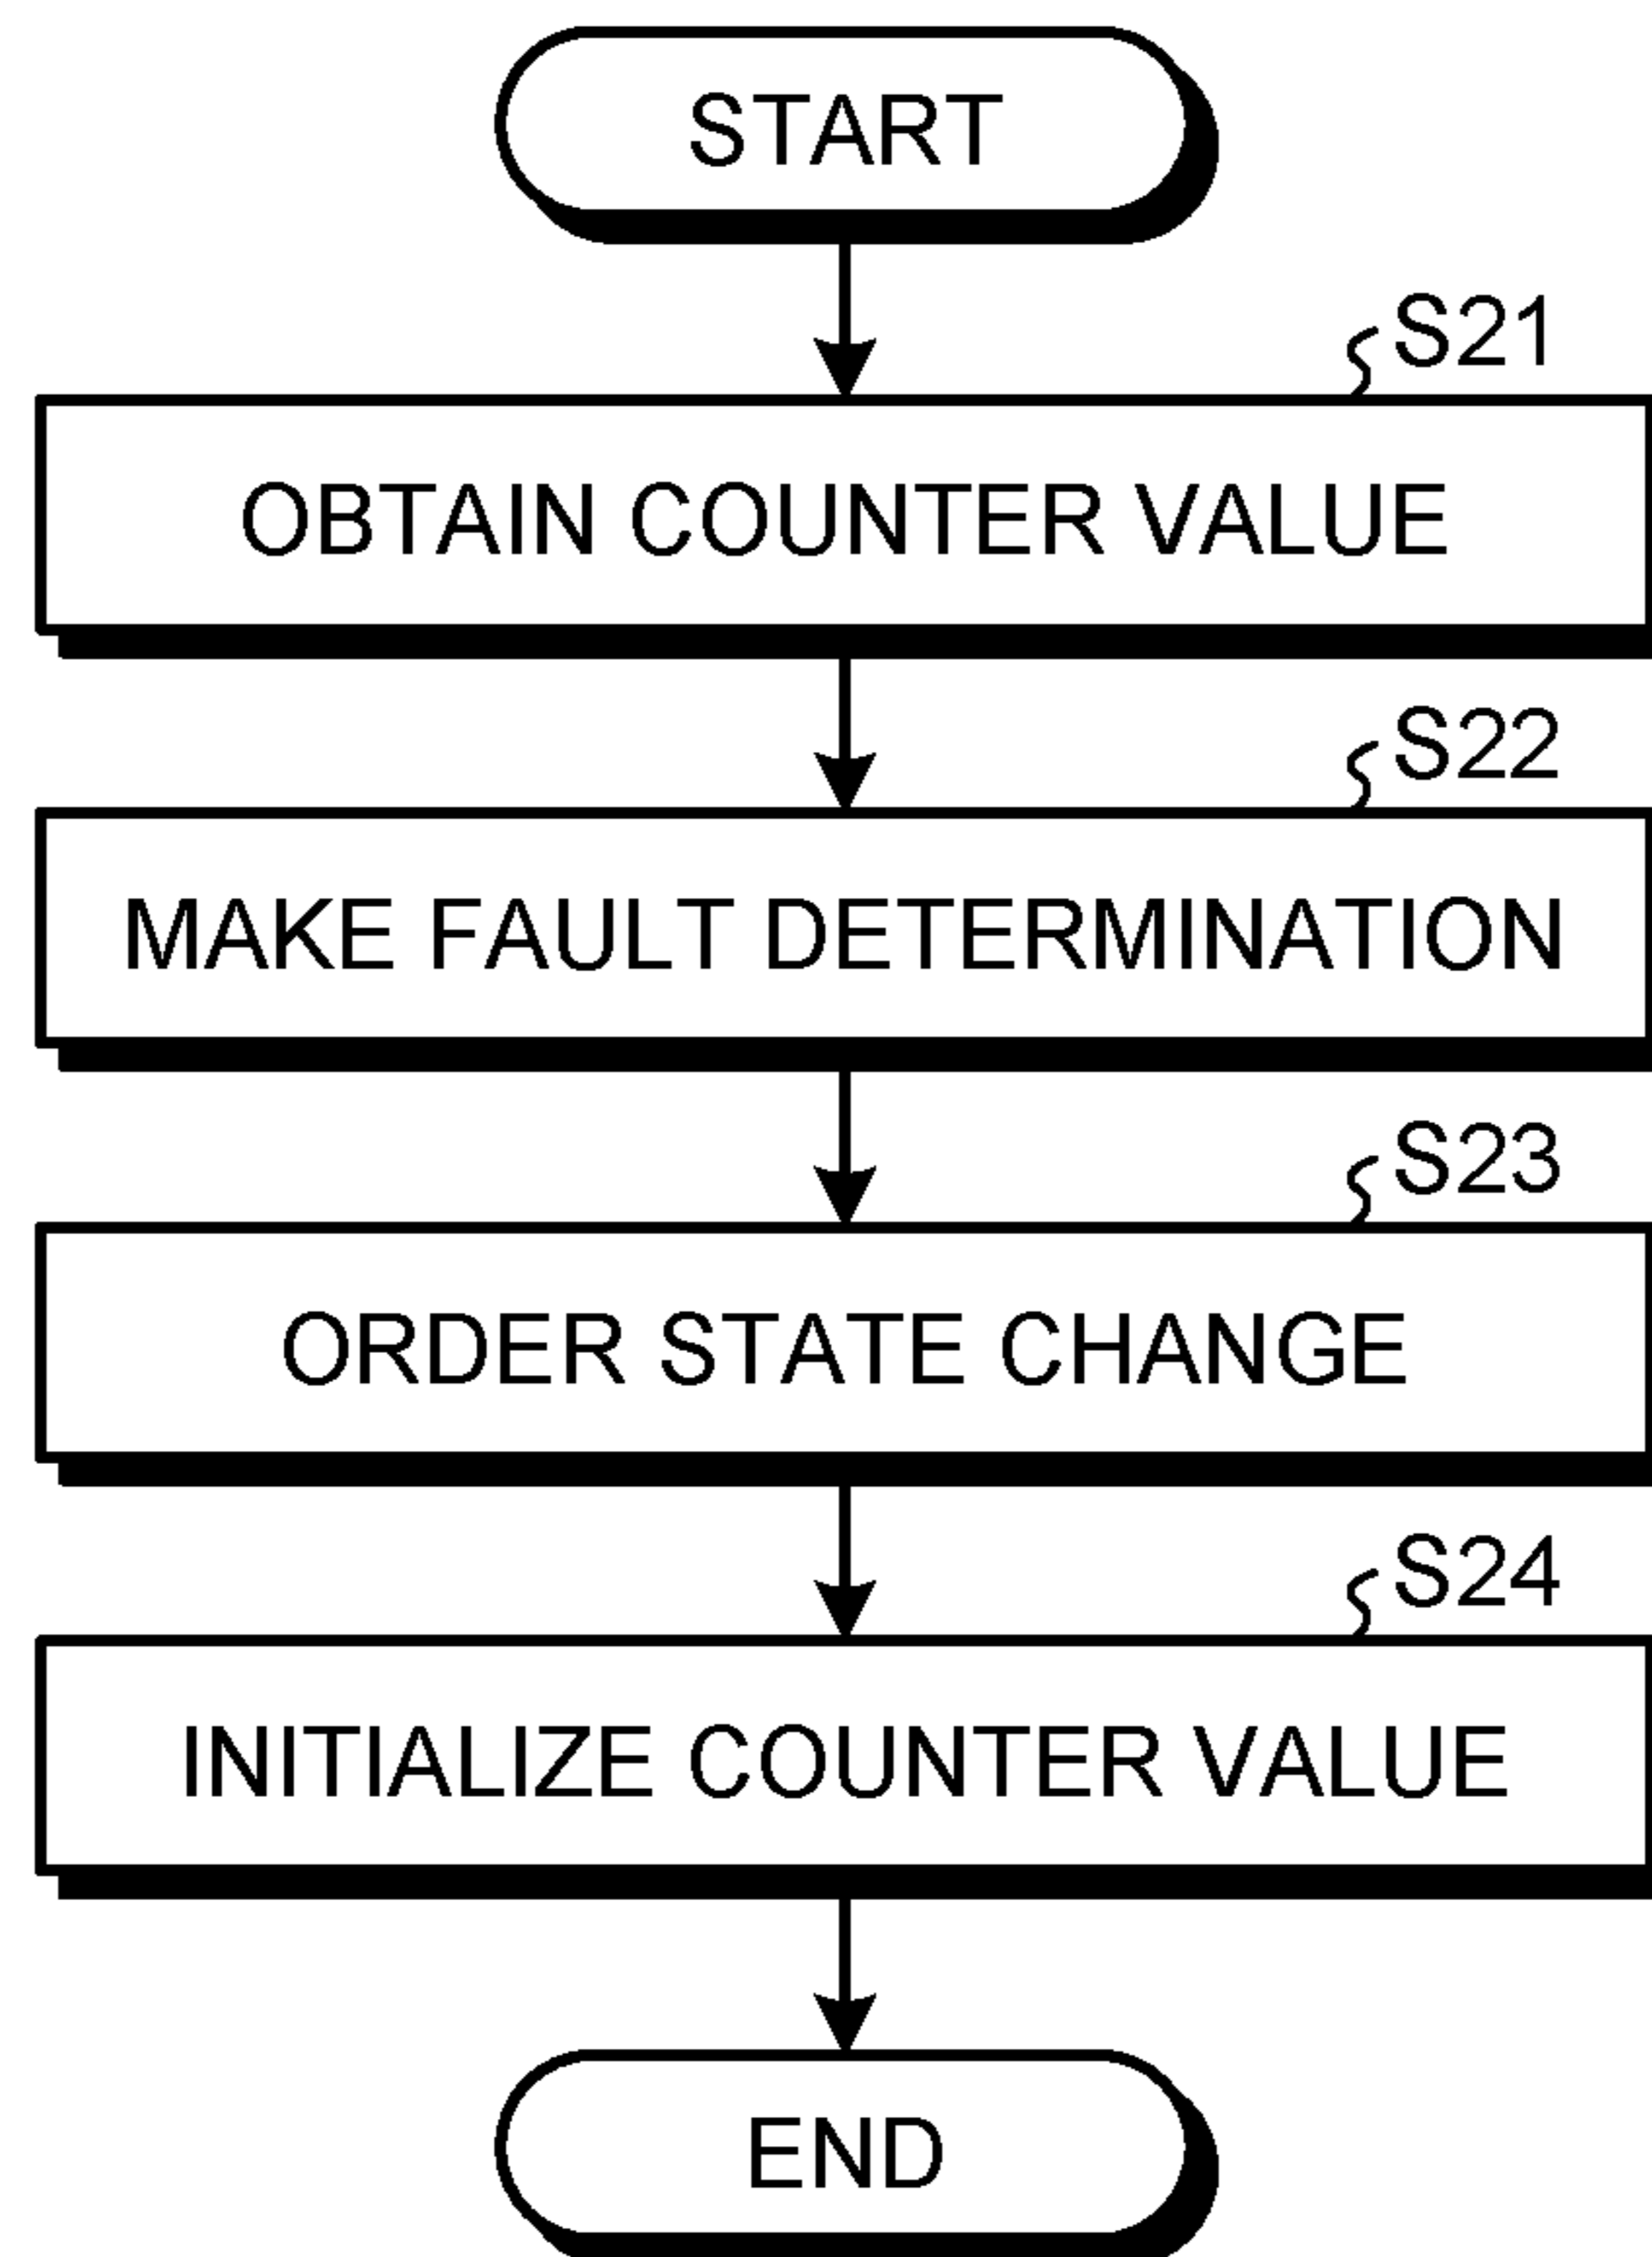 START
S21
OBTAIN COUNTER VALUE
S22
MAKE FAULT DETERMINATION
S23
ORDER STATE CHANGE
S24
INITIALIZE COUNTER VALUE
END